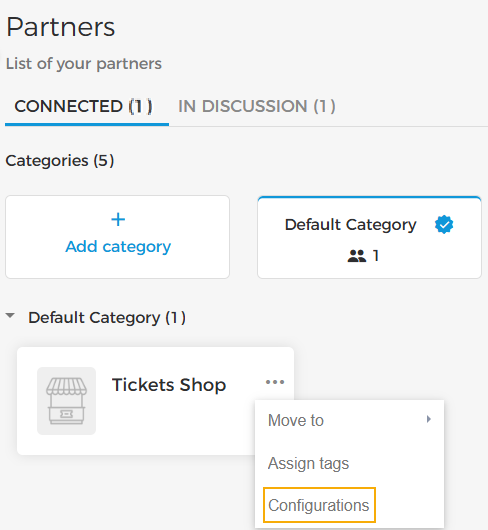 Partners
List of your partners
CONNECTED (1) IN DISCUSSION (1)
Categories (5)
+
Add category
Default Category
1
Default Category (1)
Tickets Shop
Move to
Assign tags
Configurations